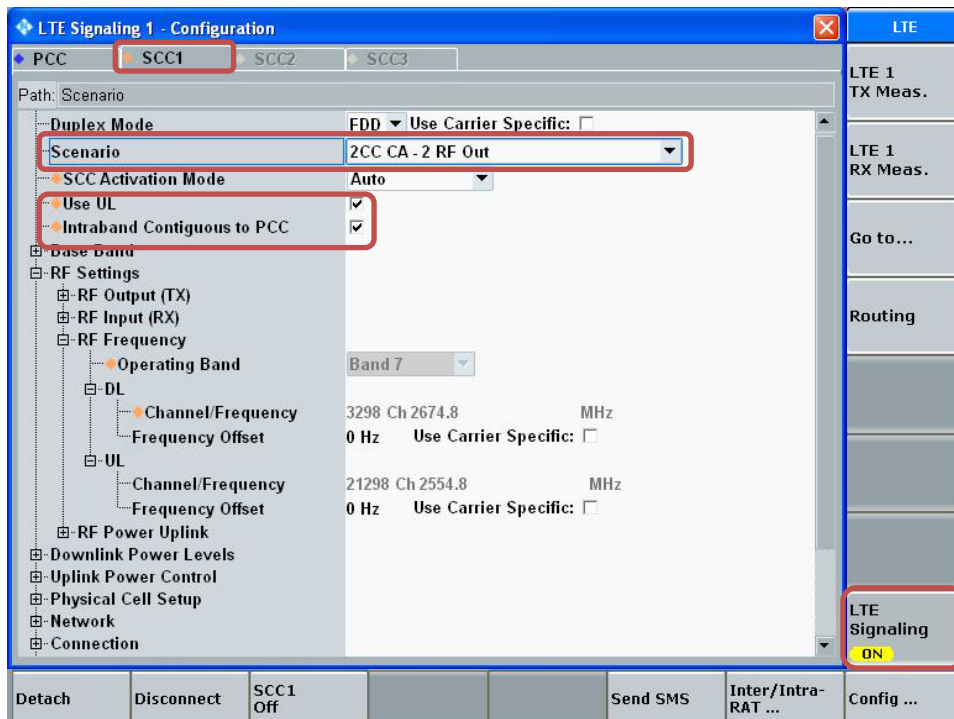 LTE Signaling 1 - Configuration
LTE
PCC SCC1 SCC2 SCC3
Path: Scenario
Duplex Mode FDD Use Carrier Specific:
Scenario 2CC CA - 2 RF Out
SCC Activation Mode Auto
Use UL
Intraband Contiguous to PCC
Base Band
RF Settings
RF Output (TX)
RF Input (RX)
RF Frequency
Operating Band Band 7
DL
Channel/Frequency 3298 Ch 2674.8 MHz
Frequency Offset 0 Hz Use Carrier Specific:
UL
Channel/Frequency 21298 Ch 2554.8 MHz
Frequency Offset 0 Hz Use Carrier Specific:
RF Power Uplink
Downlink Power Levels
Uplink Power Control
Physical Cell Setup
Network
Connection
LTE 1
TX Meas.
LTE 1
RX Meas.
Go to...
Routing
LTE
Signaling
ON
Detach Disconnect SCC1
Off
Send SMS Inter/Intra-
RAT ...
Config ...